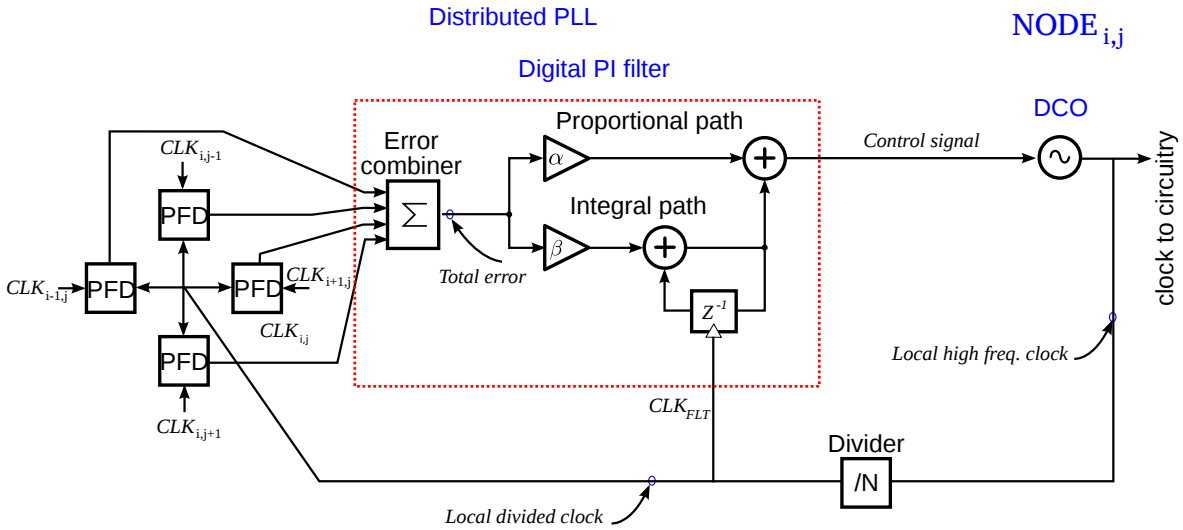 Distributed PLL
NODE i,j
Digital PI filter
DCO
Proportional path
Error
combiner
Control signal
α
+
~
CLK i,j-1
PFD
Σ
Integral path
β
+
clock to circuitry
Total error
CLK i-1,j
PFD
PFD
CLK i+1,j
Z -1
CLK i,j
PFD
Local high freq. clock
CLK FLT
CLK i,j+1
Divider
/N
Local divided clock